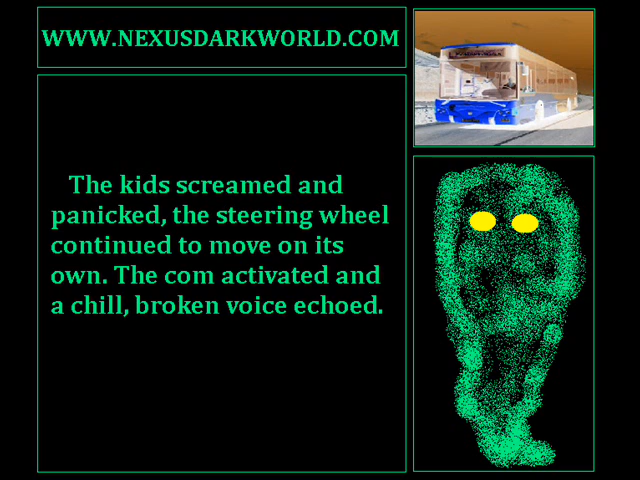 WWW.NEXUSDARKWORLD.COM
The kids screamed and
panicked, the steering wheel
continued to move on its
own. The com activated and
a chill, broken voice echoed.